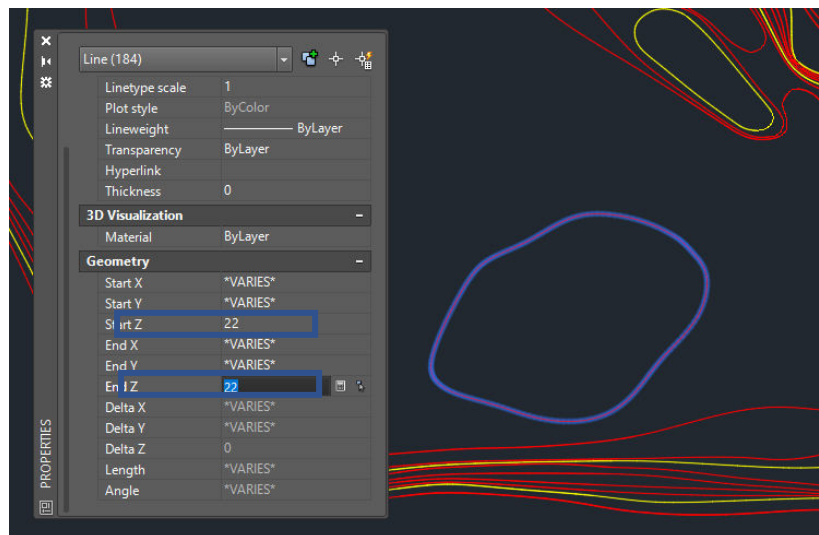 Line (184)
Linetype scale 1
Plot style ByColor
Lineweight ByLayer
Transparency ByLayer
Hyperlink
Thickness 0
3D Visualization
Material ByLayer
Geometry
Start X *VARIES*
Start Y *VARIES*
Start Z 22
End X *VARIES*
End Y *VARIES*
End Z 22
Delta X *VARIES*
Delta Y *VARIES*
Delta Z 0
Length *VARIES*
Angle *VARIES*
PROPERTIES